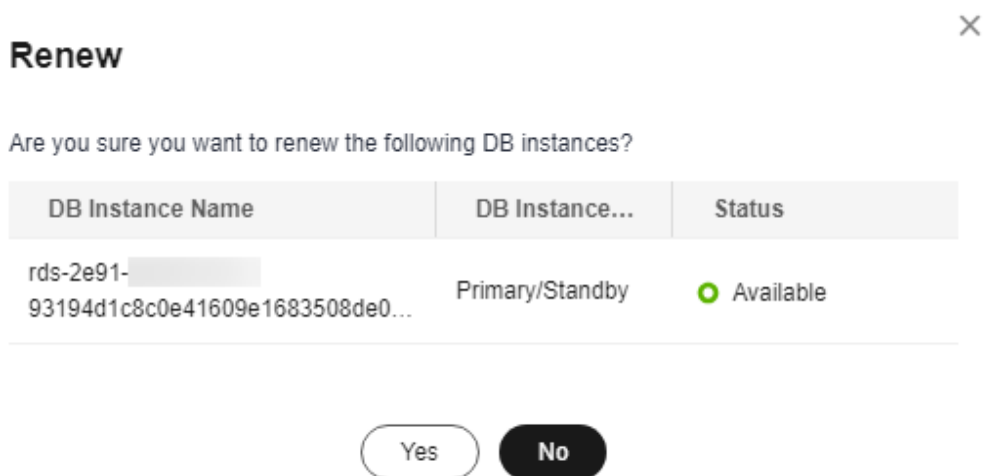 Renew
Are you sure you want to renew the following DB instances?
DB Instance Name DB Instance... Status
rds-2e91-
93194d1c8c0e41609e1683508de0...
Primary/Standby
Available
Yes No